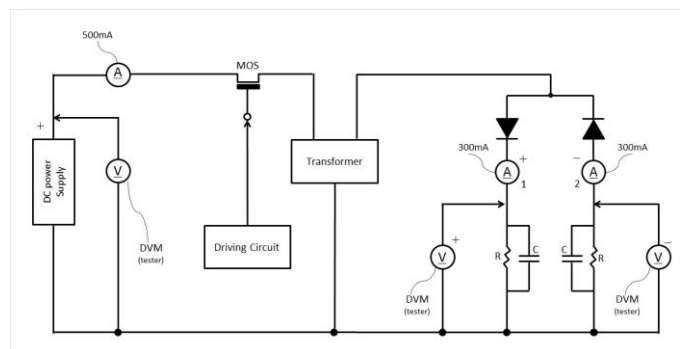 500mA
A
MOS
+
DC power
Supply
V
DVM
(tester)
Driving Circuit
Transformer
300mA
+
A
1
−
A
2
300mA
+
V
DVM
(tester)
R
C
C
R
−
V
DVM
(tester)